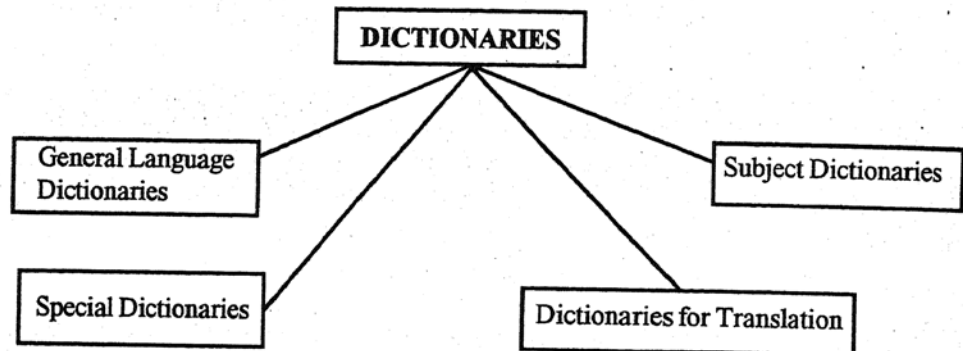 DICTIONARIES
General Language
Dictionaries
Subject Dictionaries
Special Dictionaries
Dictionaries for Translation